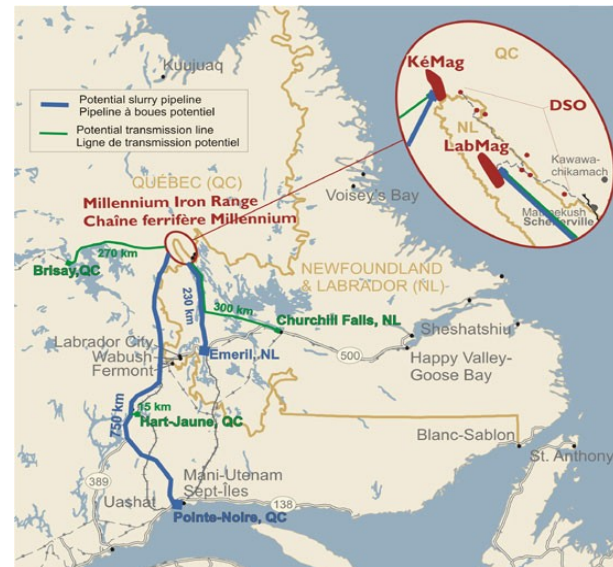 Kuujjuaq
Potential slurry pipeline
Pipeline à boues potentiel
Potential transmission line
Ligne de transmission potentiel
QC
KéMag
DSO
NL
LabMag
Kawawa-
chikamach
Matimekush
Schefferville
QUÉBEC (QC)
Voisey's Bay
Millennium Iron Range
Chaîne ferrifère Millennium
270 km
Brisay,QC
NEWFOUNDLAND
& LABRADOR (NL)
230 km
300 km
Churchill Falls, NL
Sheshatshiu
Labrador City
Wabush
Fermont
Emeril, NL
500
Happy Valley-
Goose Bay
750 km
15 km
Hart-Jaune, QC
Blanc-Sablon
St. Anthony
389
Mani-Utenam
Uashat
Sept-Îles
138
Pointe-Noire, QC